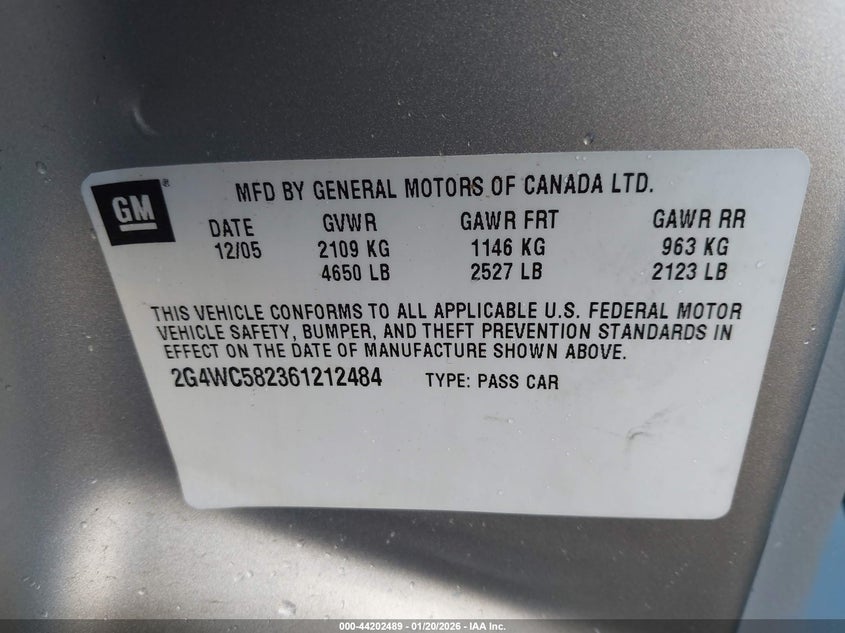 GM®
MFD BY GENERAL MOTORS OF CANADA LTD.
DATE GVWR GAWR FRT GAWR RR
12/05 2109 KG 1146 KG 963 KG
4650 LB 2527 LB 2123 LB
THIS VEHICLE CONFORMS TO ALL APPLICABLE U.S. FEDERAL MOTOR
VEHICLE SAFETY, BUMPER, AND THEFT PREVENTION STANDARDS IN
EFFECT ON THE DATE OF MANUFACTURE SHOWN ABOVE.
2G4WC582361212484 TYPE: PASS CAR
000-44202489 - 01/20/2026 - IAA Inc.